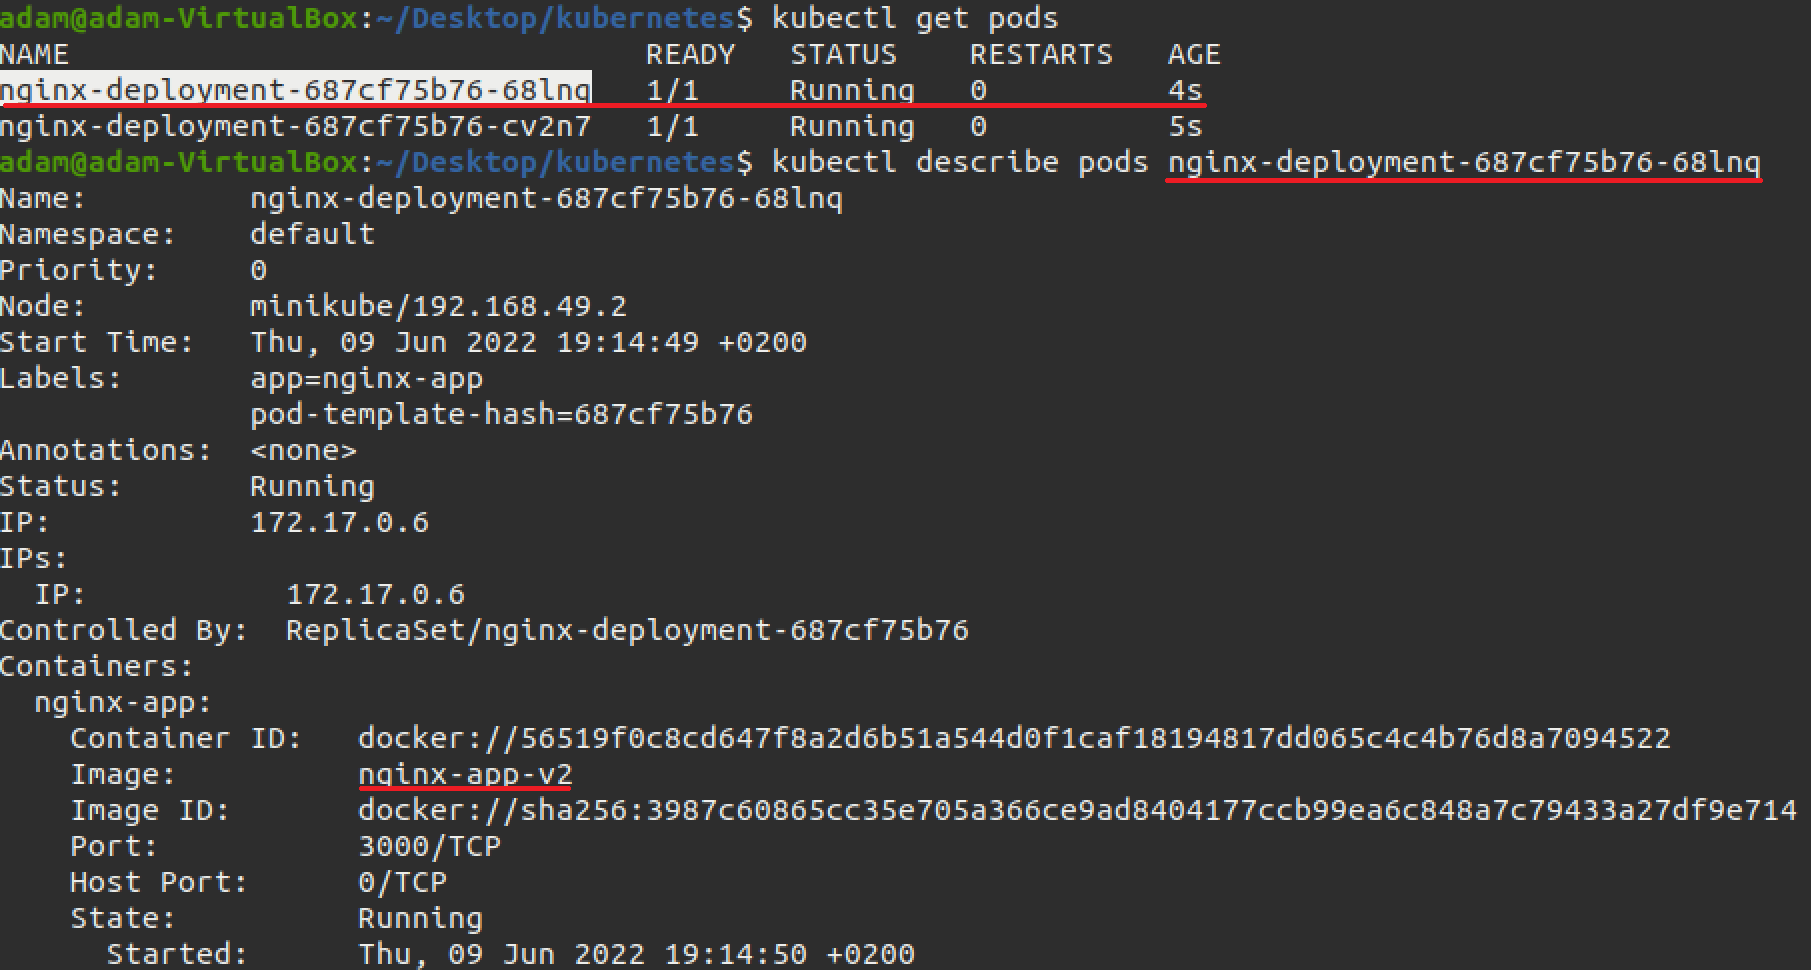 adam@adam-VirtualBox:~/Desktop/kubernetes$ kubectl get pods
NAME                                READY   STATUS    RESTARTS   AGE
nginx-deployment-687cf75b76-68lnq   1/1     Running   0          4s
nginx-deployment-687cf75b76-cv2n7   1/1     Running   0          5s
adam@adam-VirtualBox:~/Desktop/kubernetes$ kubectl describe pods nginx-deployment-687cf75b76-68lnq
Name:         nginx-deployment-687cf75b76-68lnq
Namespace:    default
Priority:     0
Node:         minikube/192.168.49.2
Start Time:   Thu, 09 Jun 2022 19:14:49 +0200
Labels:       app=nginx-app
              pod-template-hash=687cf75b76
Annotations:  <none>
Status:       Running
IP:           172.17.0.6
IPs:
  IP:           172.17.0.6
Controlled By:  ReplicaSet/nginx-deployment-687cf75b76
Containers:
  nginx-app:
    Container ID:   docker://56519f0c8cd647f8a2d6b51a544d0f1caf18194817dd065c4c4b76d8a7094522
    Image:          nginx-app-v2
    Image ID:       docker://sha256:3987c60865cc35e705a366ce9ad8404177ccb99ea6c848a7c79433a27df9e714
    Port:           3000/TCP
    Host Port:      0/TCP
    State:          Running
      Started:      Thu, 09 Jun 2022 19:14:50 +0200